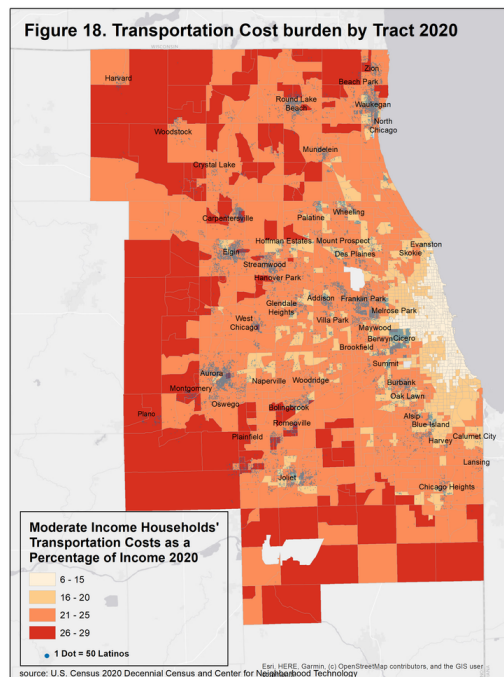 Figure 18. Transportation Cost burden by Tract 2020
WISCONSIN
Zion
Harvard
Beach Park
Round Lake
Beach
Waukegan
North
Chicago
Woodstock
Mundelein
Crystal Lake
Carpentersville
Palatine
Wheeling
Hoffman Estates
Mount Prospect
Evanston
Skokie
Elgin
Des Plaines
Streamwood
Hanover Park
Addison
Franklin Park
Glendale
Heights
Melrose Park
West
Chicago
Villa Park
Maywood
Berwyn
Cicero
Brookfield
Summit
Aurora
Naperville
Woodridge
Burbank
Montgomery
Oak Lawn
Oswego
Bolingbrook
Plano
Alsip
Blue Island
Romeoville
Plainfield
Harvey
Calumet City
Lansing
Joliet
Chicago Heights
Moderate Income Households'
Transportation Costs as a
Percentage of Income 2020
6 - 15
16 - 20
21 - 25
26 - 29
1 Dot = 50 Latinos
Esri, HERE, Garmin, (c) OpenStreetMap contributors, and the GIS user
source: U.S. Census 2020 Decennial Census and Center for Neighborhood Technology